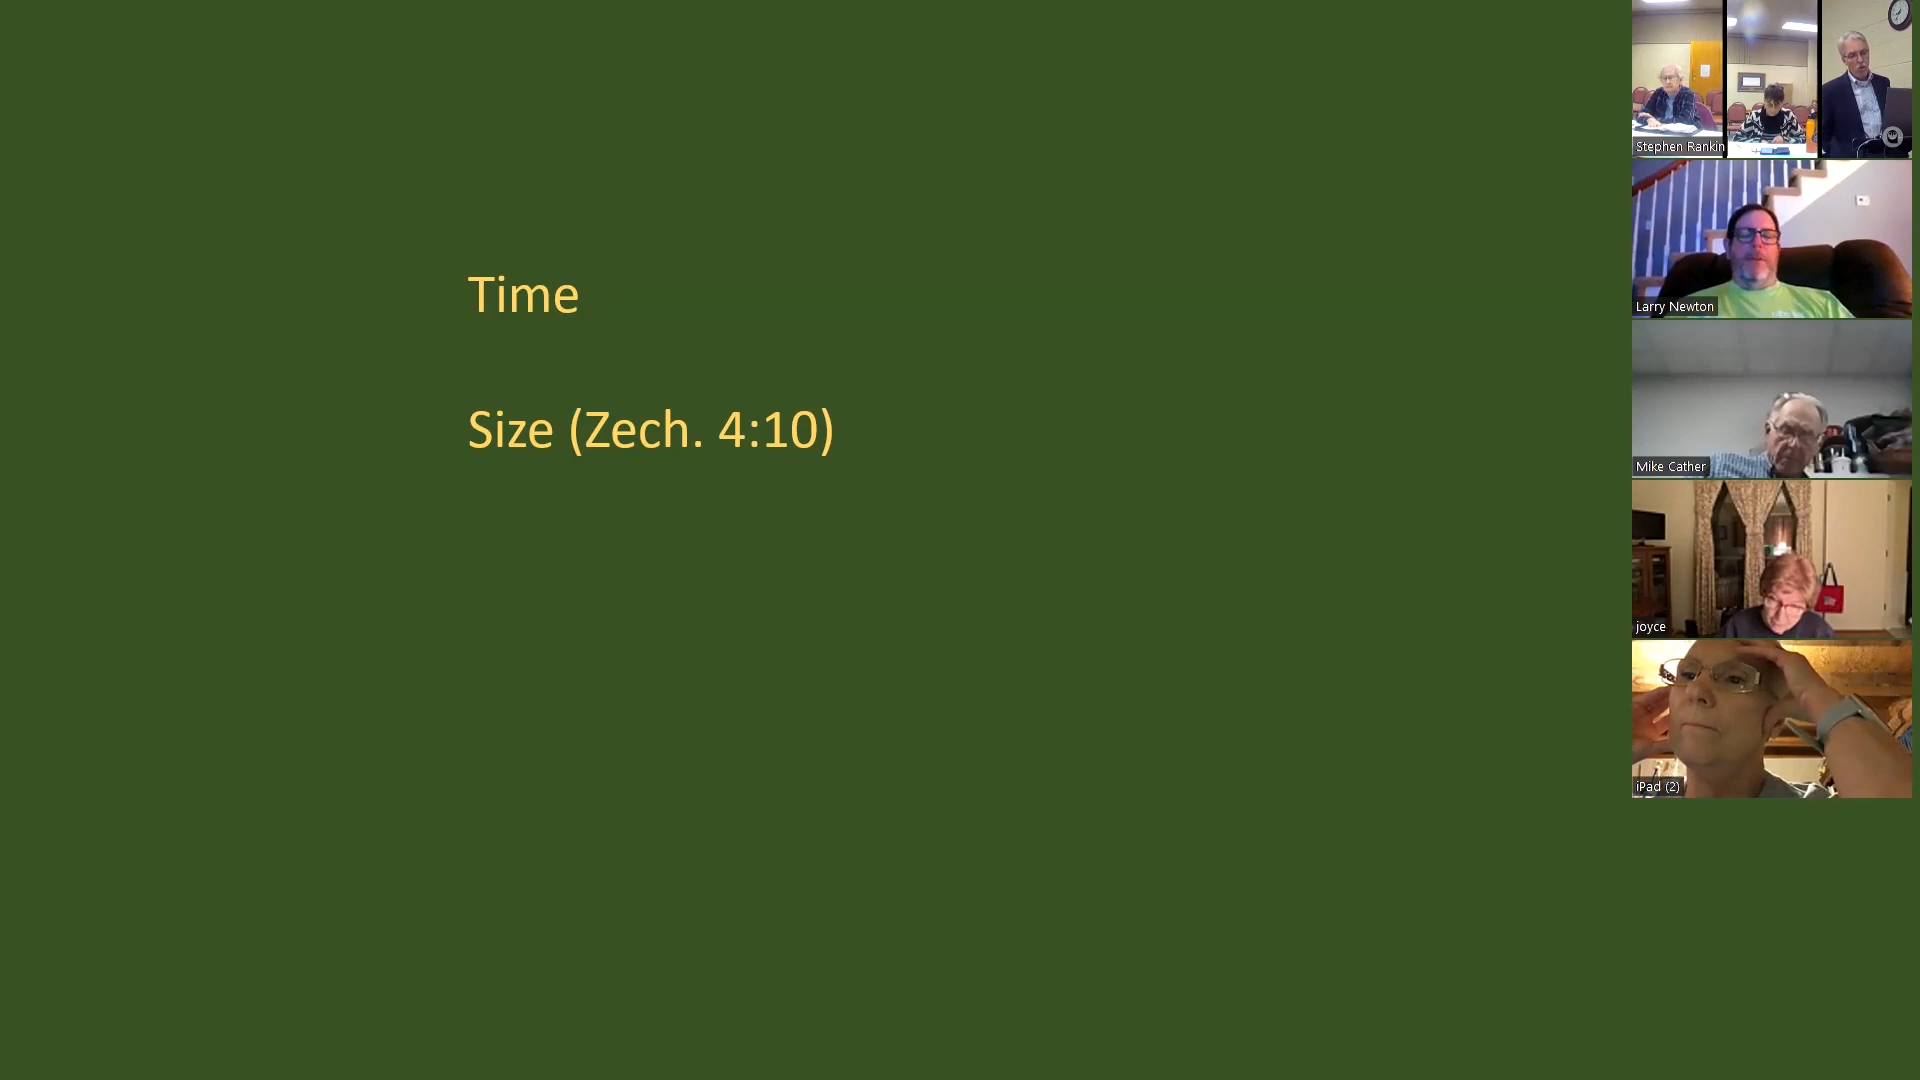 Time
Size (Zech. 4:10)
Stephen Rankin
Larry Newton
Mike Cather
joyce
iPad (2)